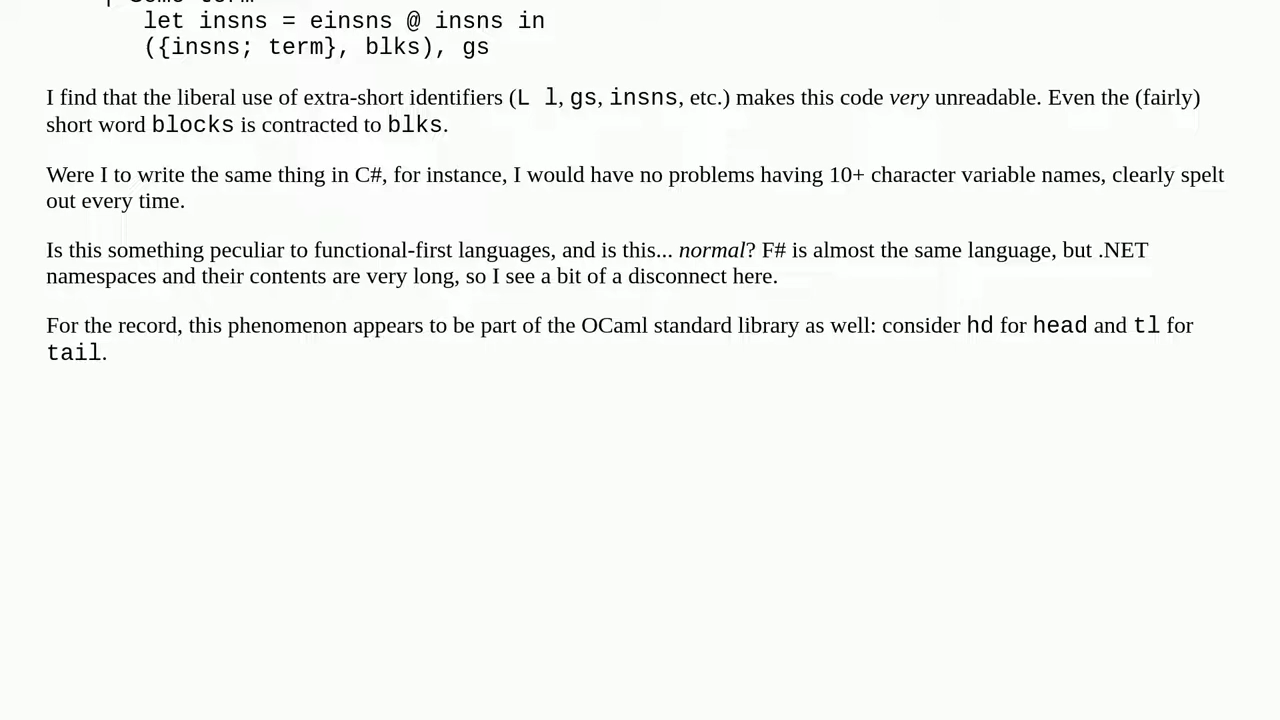 let insns = einsns @ insns in
({insns; term}, blks), gs
I find that the liberal use of extra-short identifiers (L l, gs, insns, etc.) makes this code very unreadable. Even the (fairly)
short word blocks is contracted to blks.
Were I to write the same thing in C#, for instance, I would have no problems having 10+ character variable names, clearly spelt
out every time.
Is this something peculiar to functional-first languages, and is this... normal? F# is almost the same language, but .NET
namespaces and their contents are very long, so I see a bit of a disconnect here.
For the record, this phenomenon appears to be part of the OCaml standard library as well: consider hd for head and tl for
tail.